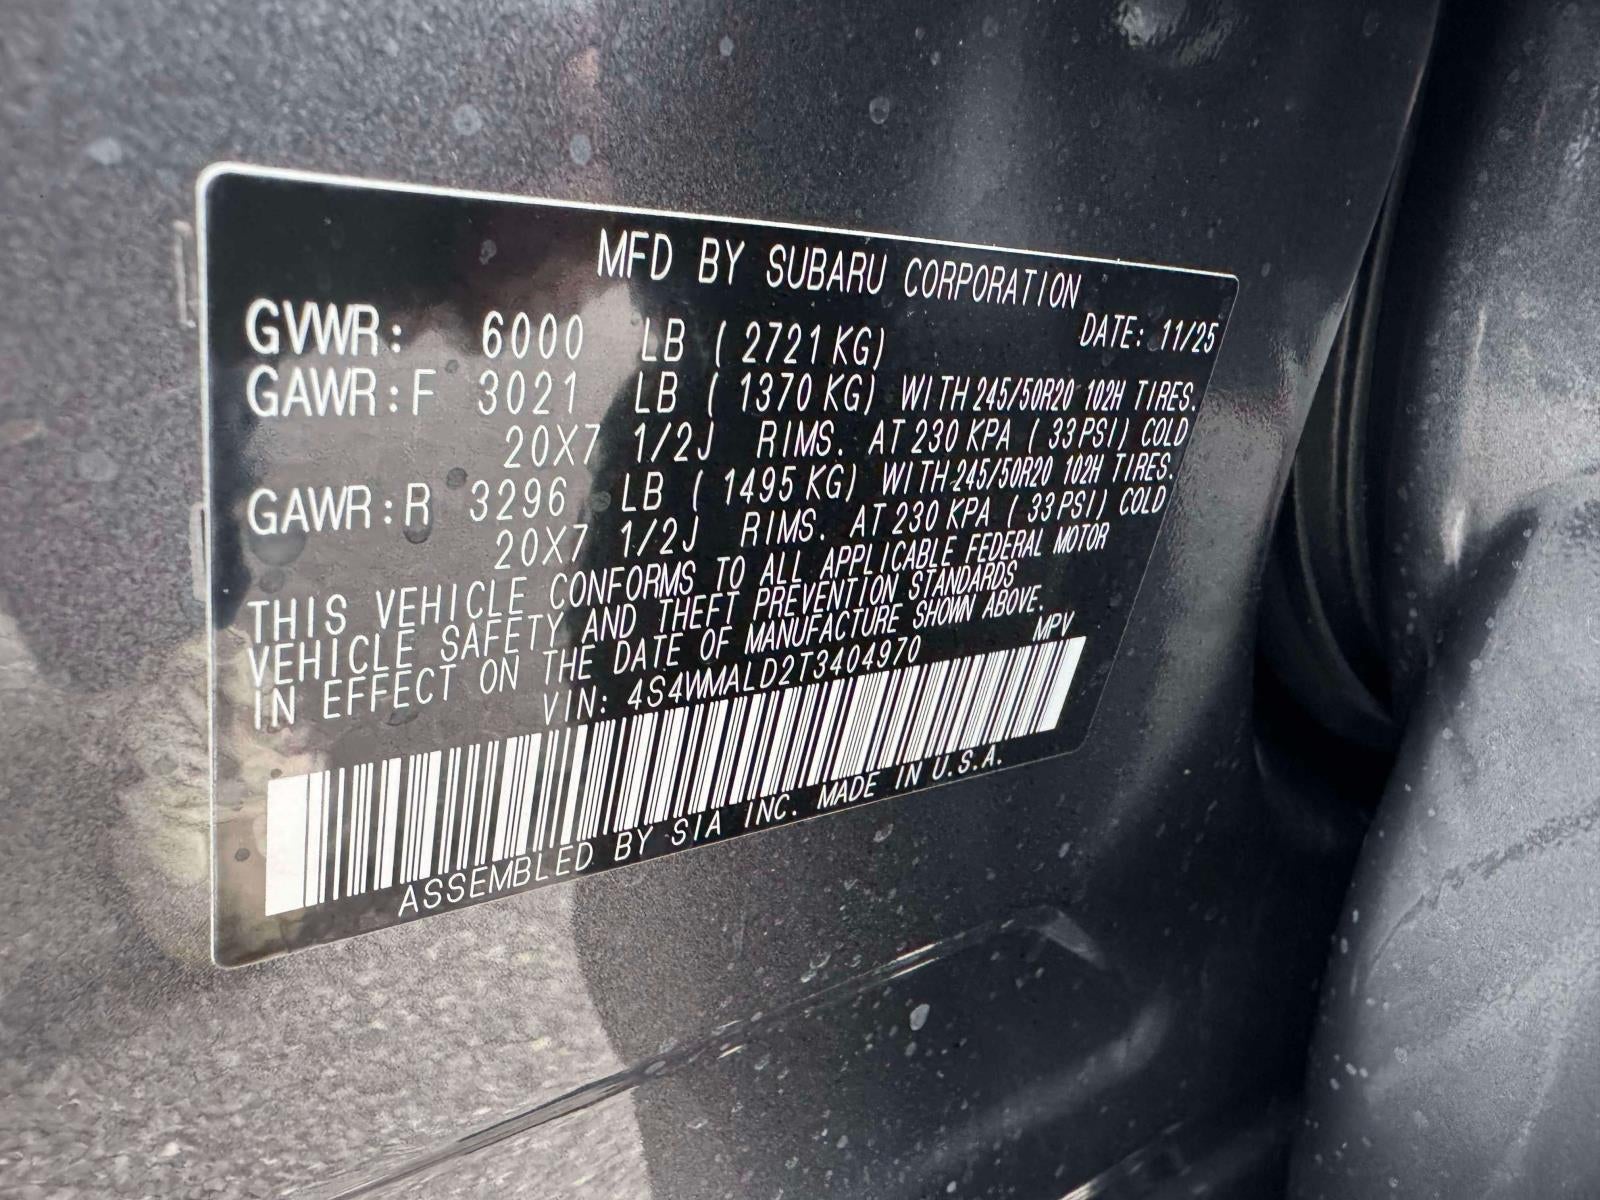 MFD BY SUBARU CORPORATION
GVWR: 6000 LB (2721 KG) DATE: 11/25
GAWR:F 3021 LB (1370 KG) WITH 245/50R20 102H TIRES.
20X7 1/2J RIMS. AT 230 KPA (33 PSI) COLD
GAWR:R 3296 LB (1495 KG) WITH 245/50R20 102H TIRES.
20X7 1/2J RIMS. AT 230 KPA (33 PSI) COLD
THIS VEHICLE CONFORMS TO ALL APPLICABLE FEDERAL MOTOR
VEHICLE SAFETY AND THEFT PREVENTION STANDARDS
IN EFFECT ON THE DATE OF MANUFACTURE SHOWN ABOVE.
VIN: 4S4WMALD2T3404970 MPV
ASSEMBLED BY SIA INC. MADE IN U.S.A.